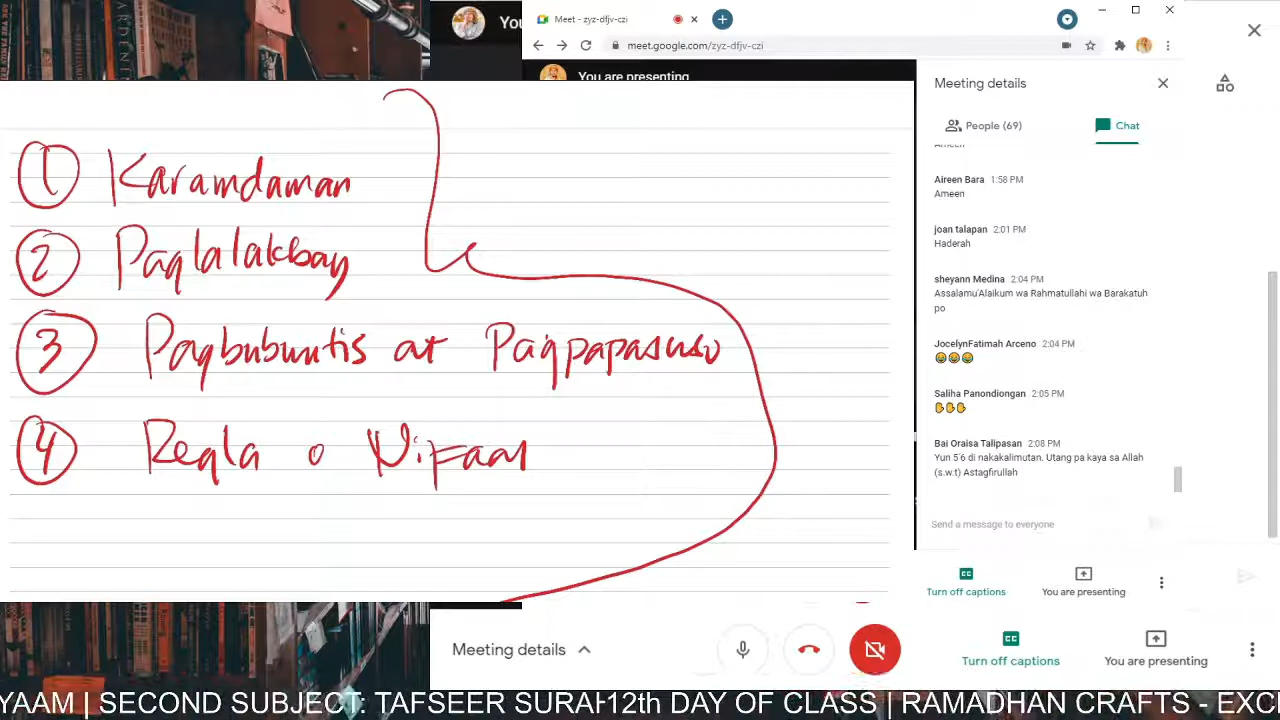 You
Meet - zyz-dfjv-czi
meet.google.com/zyz-dfjv-czi
You are presenting
Meeting details
People (69) Chat
Ameen
Aireen Bara 1:58 PM
Ameen
joan talapan 2:01 PM
Haderah
sheyann Medina 2:04 PM
Assalamu'Alaikum wa Rahmatullahi wa Barakatuh
po
JocelynFatimah Arceno 2:04 PM
😂😂😂
Saliha Panondiongan 2:05 PM
✋✋✋
Bai Oraisa Talipasan 2:08 PM
Yun 5'6 di nakakalimutan. Utang pa kaya sa Allah
(s.w.t) Astagfirullah
Send a message to everyone
CC
Turn off captions You are presenting
1 Karamdaman
2 Paglalakbay
3 Pagbubuntis at Pagpapasuso
4 Regla o Nifaas
Meeting details
CC
Turn off captions You are presenting
YAAM | SECOND SUBJECT: TAFSEER SURAH-12th DAY OF CLASS | RAMADHAN CRAFTS - EXC